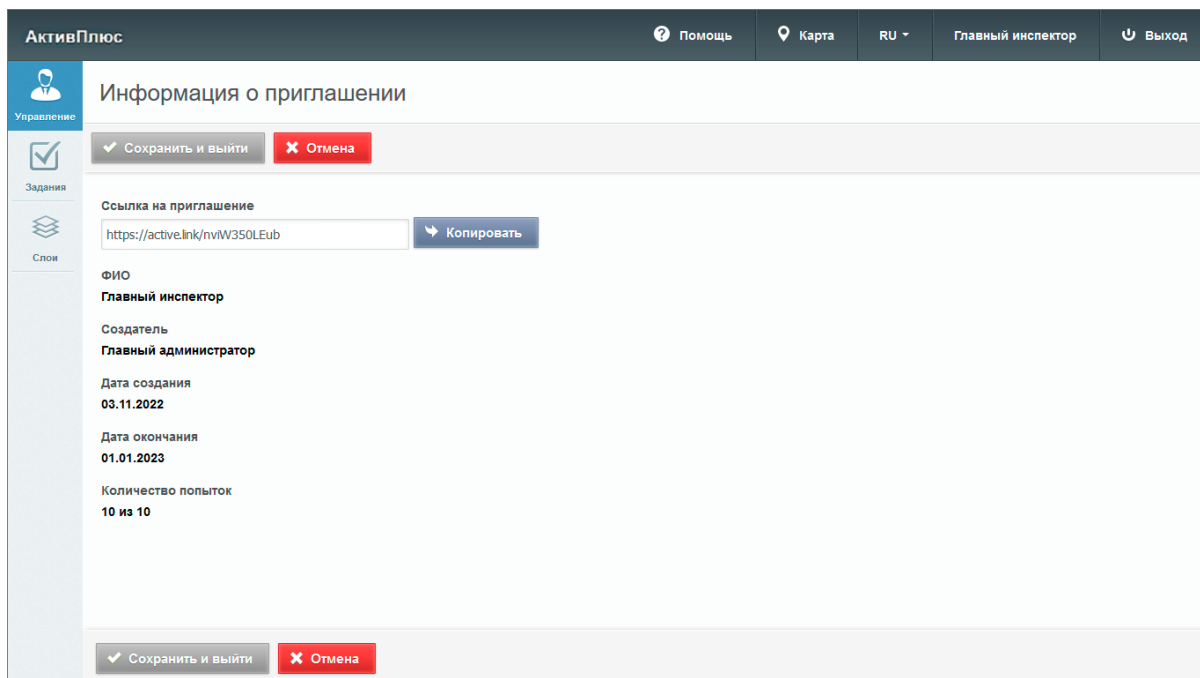 АктивПлюс
Помощь
Карта
RU
Главный инспектор
Выход
Управление
Задания
Слои
Информация о приглашении
Сохранить и выйти
Отмена
Ссылка на приглашение
https://active.link/nviW350LEub
Копировать
ФИО
Главный инспектор
Создатель
Главный администратор
Дата создания
03.11.2022
Дата окончания
01.01.2023
Количество попыток
10 из 10
Сохранить и выйти
Отмена